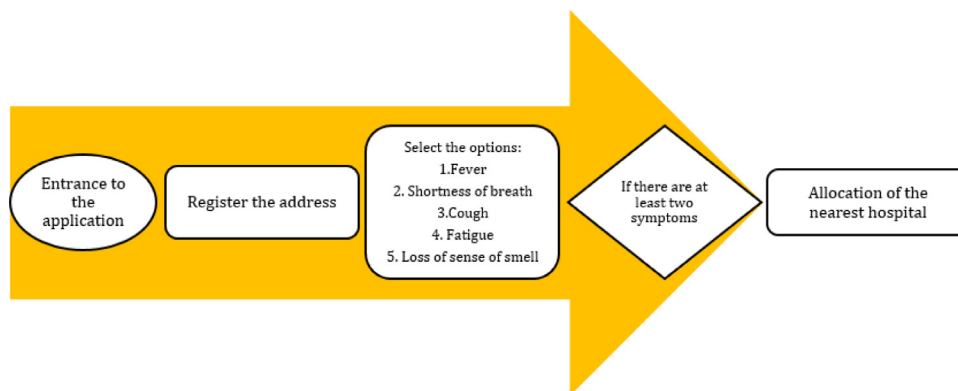 Entrance to
the
application
Register the address
Select the options:
1.Fever
2. Shortness of breath
3.Cough
4. Fatigue
5. Loss of sense of smell
If there are at
least two
symptoms
Allocation of the
nearest hospital